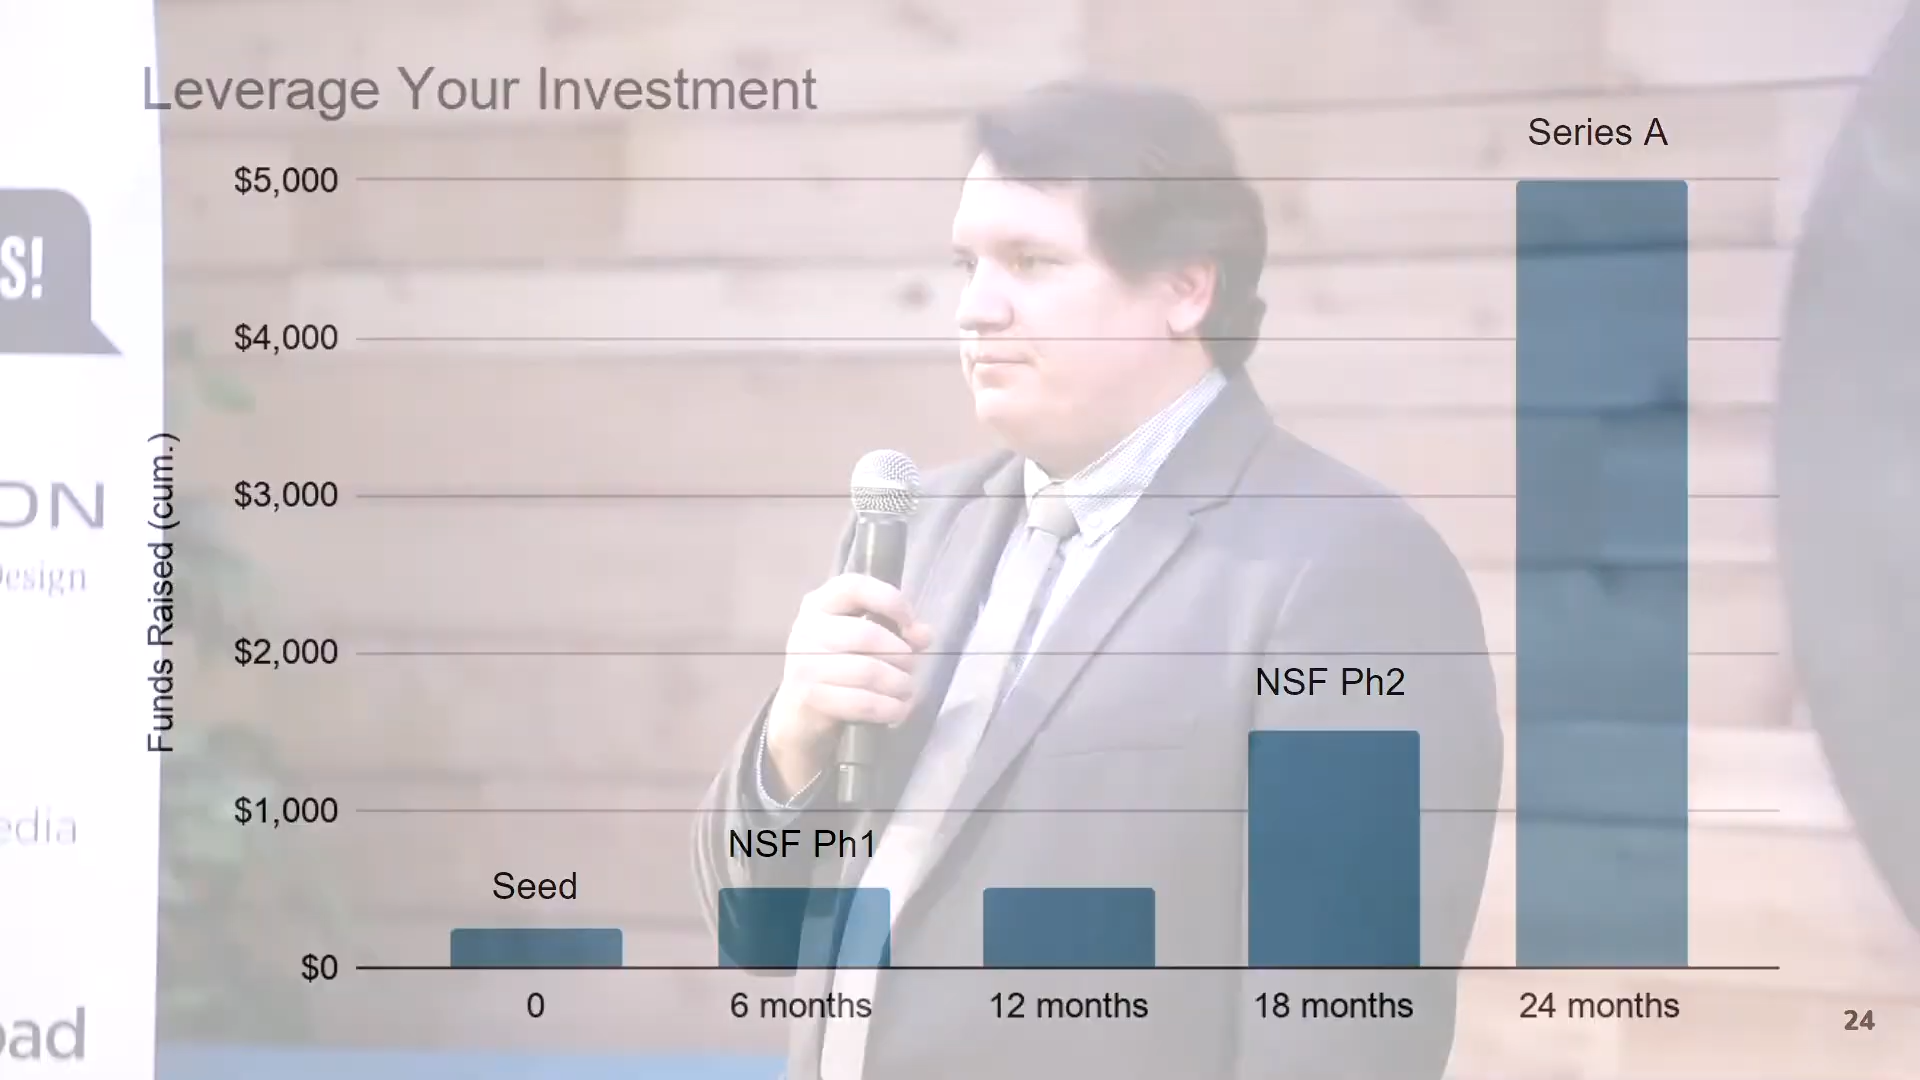 Leverage Your Investment
Series A
$5,000
S!
$4,000
$3,000
ON
Design
Funds Raised (cum.)
$2,000
NSF Ph2
$1,000
edia
NSF Ph1
Seed
$0
0
6 months
12 months
18 months
24 months
24
oad